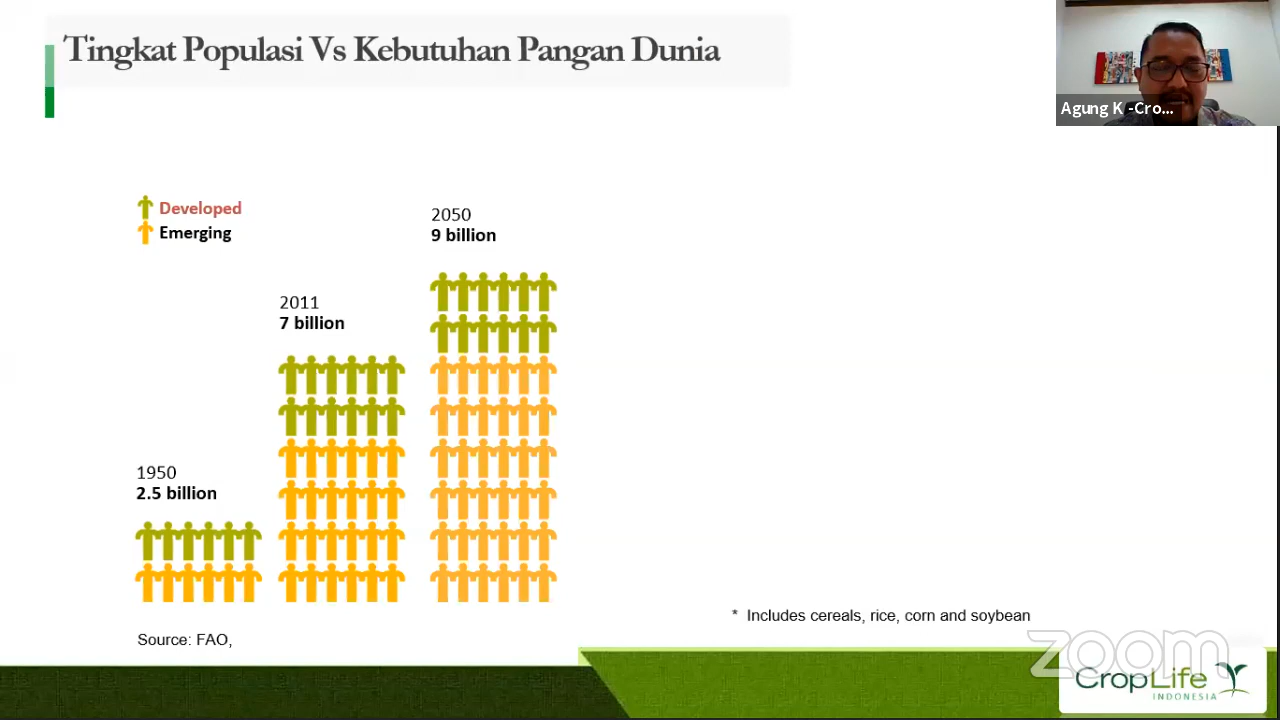 Tingkat Populasi Vs Kebutuhan Pangan Dunia
Agung K -Cro...
Developed
Emerging
2050
9 billion
2011
7 billion
1950
2.5 billion
* Includes cereals, rice, corn and soybean
Source: FAO,
zoom
CropLife
INDONESIA